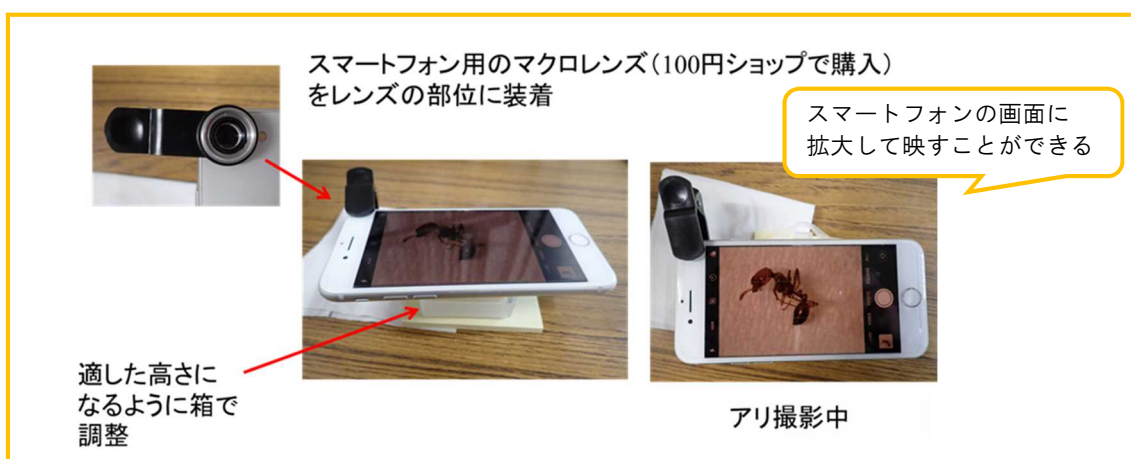 スマートフォン用のマクロレンズ（100円ショップで購入）
をレンズの部位に装着
スマートフォンの画面に
拡大して映すことができる
適した高さに
なるように箱で
調整
アリ撮影中